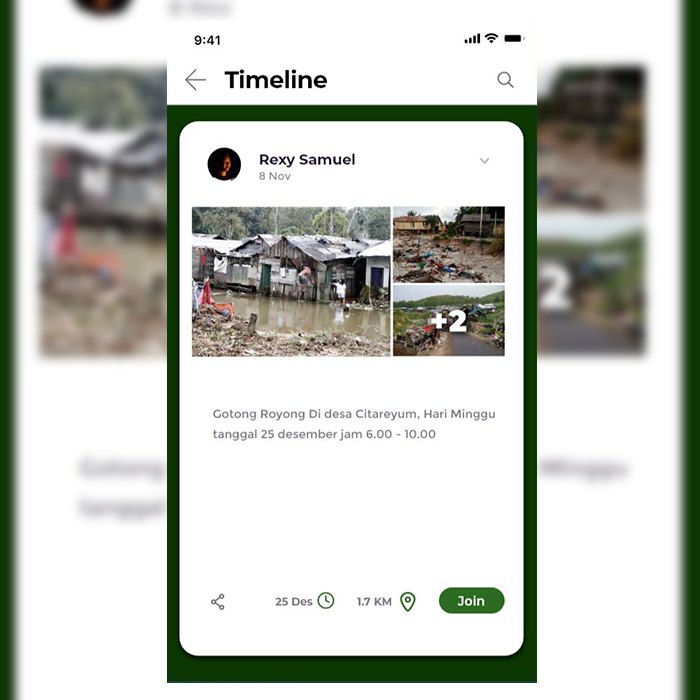 9:41
Timeline
Rexy Samuel
8 Nov
+2
Gotong Royong Di desa Citareyum, Hari Minggu
tanggal 25 desember jam 6.00 - 10.00
25 Des
1.7 KM
Join